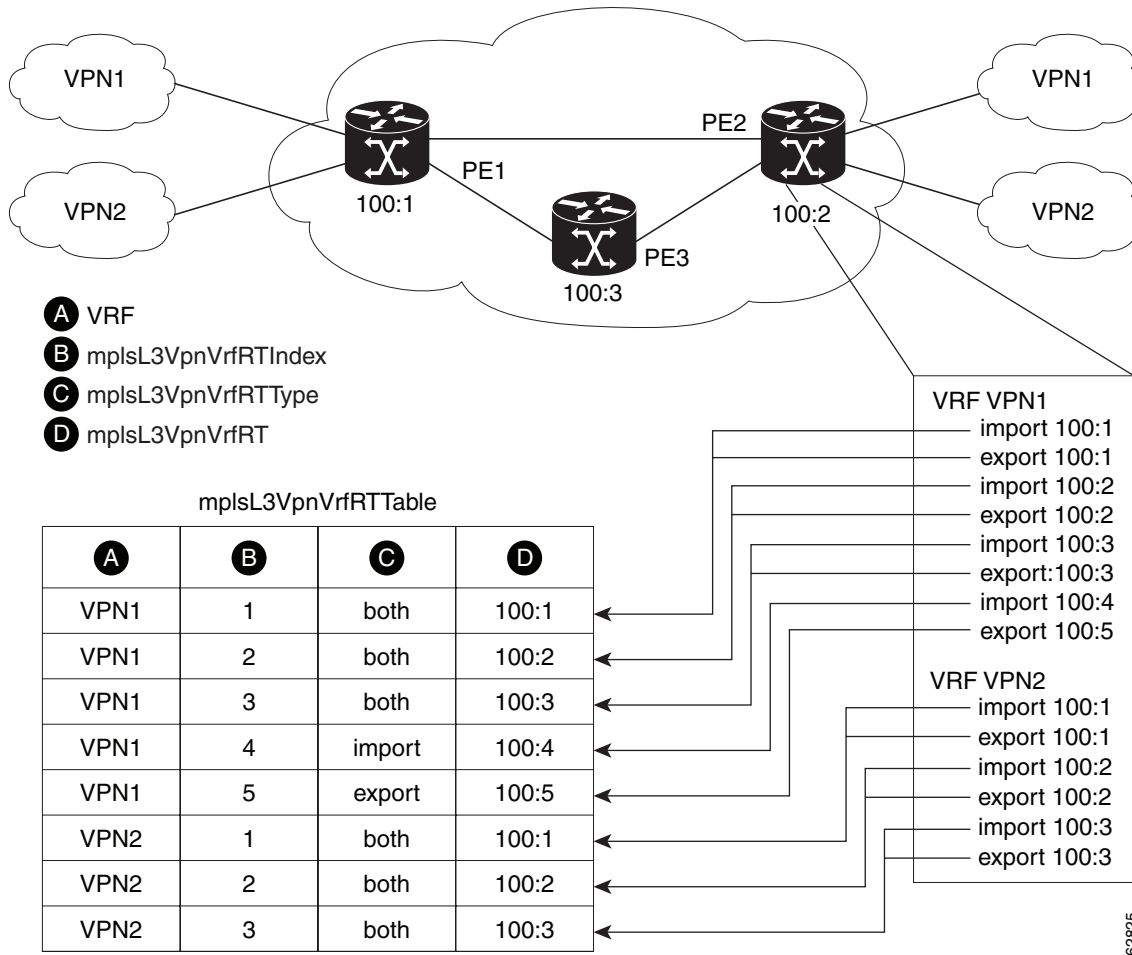 VPN1
VPN2
PE1
100:1
PE2
100:2
PE3
100:3
VPN1
VPN2
A VRF
B mplsL3VpnVrfRTIndex
C mplsL3VpnVrfRTType
D mplsL3VpnVrfRT
mplsL3VpnVrfRTTable
A B C D
VPN1 1 both 100:1
VPN1 2 both 100:2
VPN1 3 both 100:3
VPN1 4 import 100:4
VPN1 5 export 100:5
VPN2 1 both 100:1
VPN2 2 both 100:2
VPN2 3 both 100:3
VRF VPN1
import 100:1
export 100:1
import 100:2
export 100:2
import 100:3
export:100:3
import 100:4
export 100:5
VRF VPN2
import 100:1
export 100:1
import 100:2
export 100:2
import 100:3
export 100:3